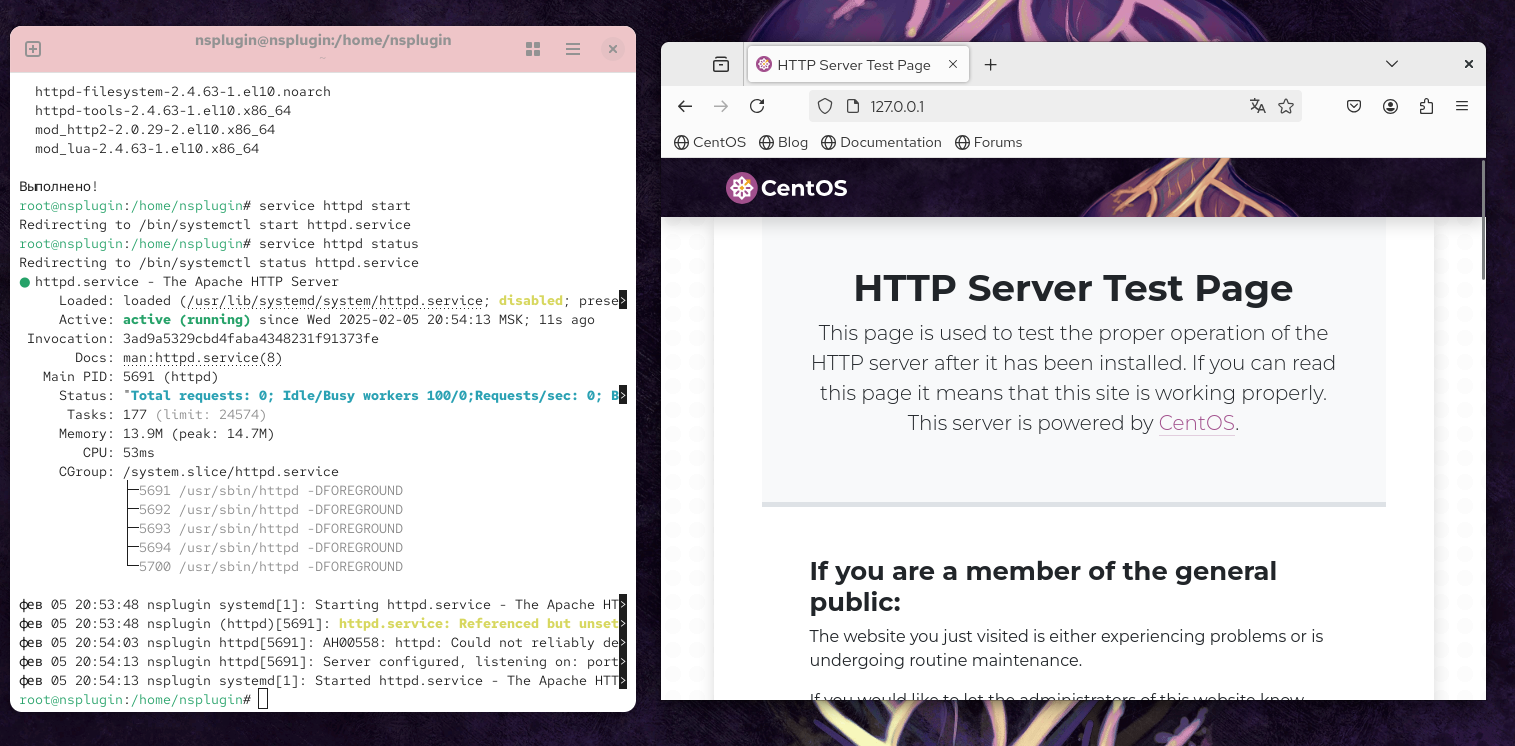 nsplugin@nsplugin:/home/nsplugin
~
httpd-filesystem-2.4.63-1.el10.noarch
httpd-tools-2.4.63-1.el10.x86_64
mod_http2-2.0.29-2.el10.x86_64
mod_lua-2.4.63-1.el10.x86_64
Выполнено!
root@nsplugin:/home/nsplugin# service httpd start
Redirecting to /bin/systemctl start httpd.service
root@nsplugin:/home/nsplugin# service httpd status
Redirecting to /bin/systemctl status httpd.service
● httpd.service - The Apache HTTP Server
Loaded: loaded (/usr/lib/systemd/system/httpd.service; disabled; prese>
Active: active (running) since Wed 2025-02-05 20:54:13 MSK; 11s ago
Invocation: 3ad9a5329cbd4faba4348231f91373fe
Docs: man:httpd.service(8)
Main PID: 5691 (httpd)
Status: "Total requests: 0; Idle/Busy workers 100/0;Requests/sec: 0; B>
Tasks: 177 (limit: 24574)
Memory: 13.9M (peak: 14.7M)
CPU: 53ms
CGroup: /system.slice/httpd.service
├─5691 /usr/sbin/httpd -DFOREGROUND
├─5692 /usr/sbin/httpd -DFOREGROUND
├─5693 /usr/sbin/httpd -DFOREGROUND
├─5694 /usr/sbin/httpd -DFOREGROUND
└─5700 /usr/sbin/httpd -DFOREGROUND
фев 05 20:53:48 nsplugin systemd[1]: Starting httpd.service - The Apache HT>
фев 05 20:53:48 nsplugin (httpd)[5691]: httpd.service: Referenced but unset>
фев 05 20:54:03 nsplugin httpd[5691]: AH00558: httpd: Could not reliably de>
фев 05 20:54:13 nsplugin httpd[5691]: Server configured, listening on: port>
фев 05 20:54:13 nsplugin systemd[1]: Started httpd.service - The Apache HTT>
root@nsplugin:/home/nsplugin#
HTTP Server Test Page
127.0.0.1
CentOS Blog Documentation Forums
CentOS
HTTP Server Test Page
This page is used to test the proper operation of the
HTTP server after it has been installed. If you can read
this page it means that this site is working properly.
This server is powered by CentOS.
If you are a member of the general
public:
The website you just visited is either experiencing problems or is
undergoing routine maintenance.
If you would like to let the administrators of this website know